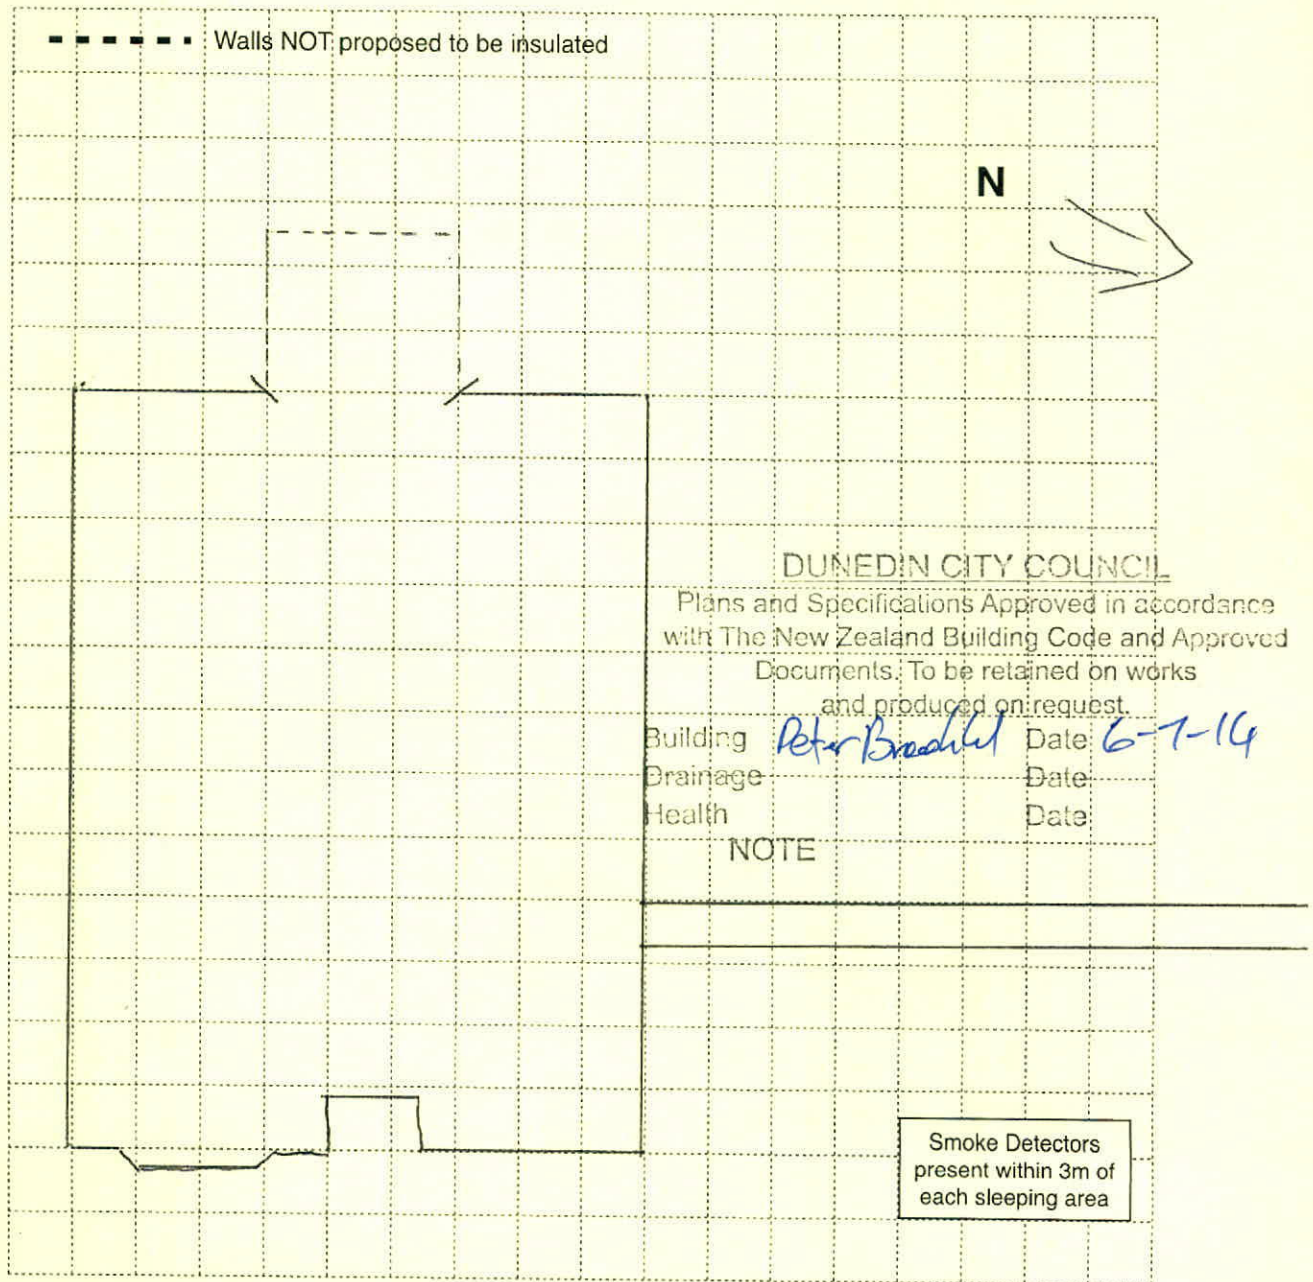 Walls NOT proposed to be insulated
N
DUNEDIN CITY COUNCIL
Plans and Specifications Approved in accordance
with The New Zealand Building Code and Approved
Documents. To be retained on works
and produced on request.
Building Peter Date 6-7-14
Drainage Date
Health Date
NOTE
Smoke Detectors
present within 3m of
each sleeping area